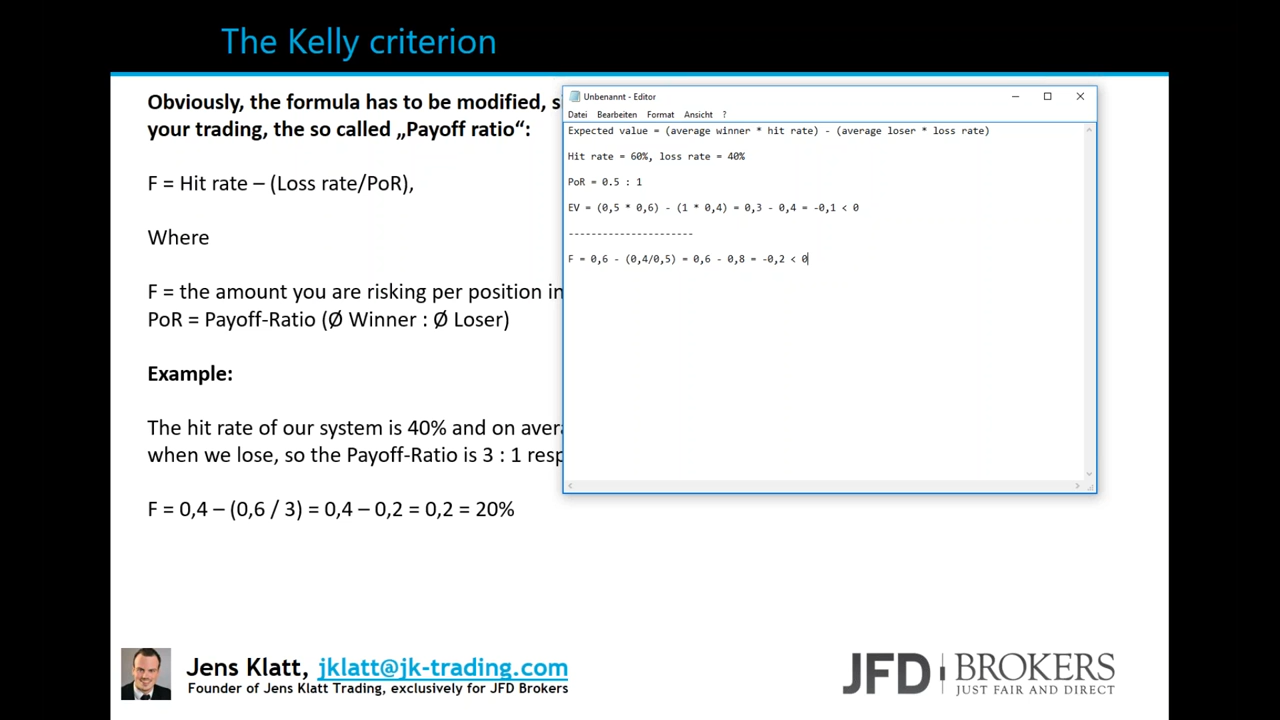 The Kelly criterion
Obviously, the formula has to be modified, s
your trading, the so called „Payoff ratio“:
F = Hit rate – (Loss rate/PoR),
Where
F = the amount you are risking per position in
PoR = Payoff-Ratio (Ø Winner : Ø Loser)
Example:
The hit rate of our system is 40% and on avera
when we lose, so the Payoff-Ratio is 3 : 1 resp
F = 0,4 – (0,6 / 3) = 0,4 – 0,2 = 0,2 = 20%
Unbenannt - Editor
Datei Bearbeiten Format Ansicht ?
Expected value = (average winner * hit rate) - (average loser * loss rate)
Hit rate = 60%, loss rate = 40%
PoR = 0.5 : 1
EV = (0,5 * 0,6) - (1 * 0,4) = 0,3 - 0,4 = -0,1 < 0
----------------------
F = 0,6 - (0,4/0,5) = 0,6 - 0,8 = -0,2 < 0
Jens Klatt, jklatt@jk-trading.com
Founder of Jens Klatt Trading, exclusively for JFD Brokers
JFD BROKERS
JUST FAIR AND DIRECT